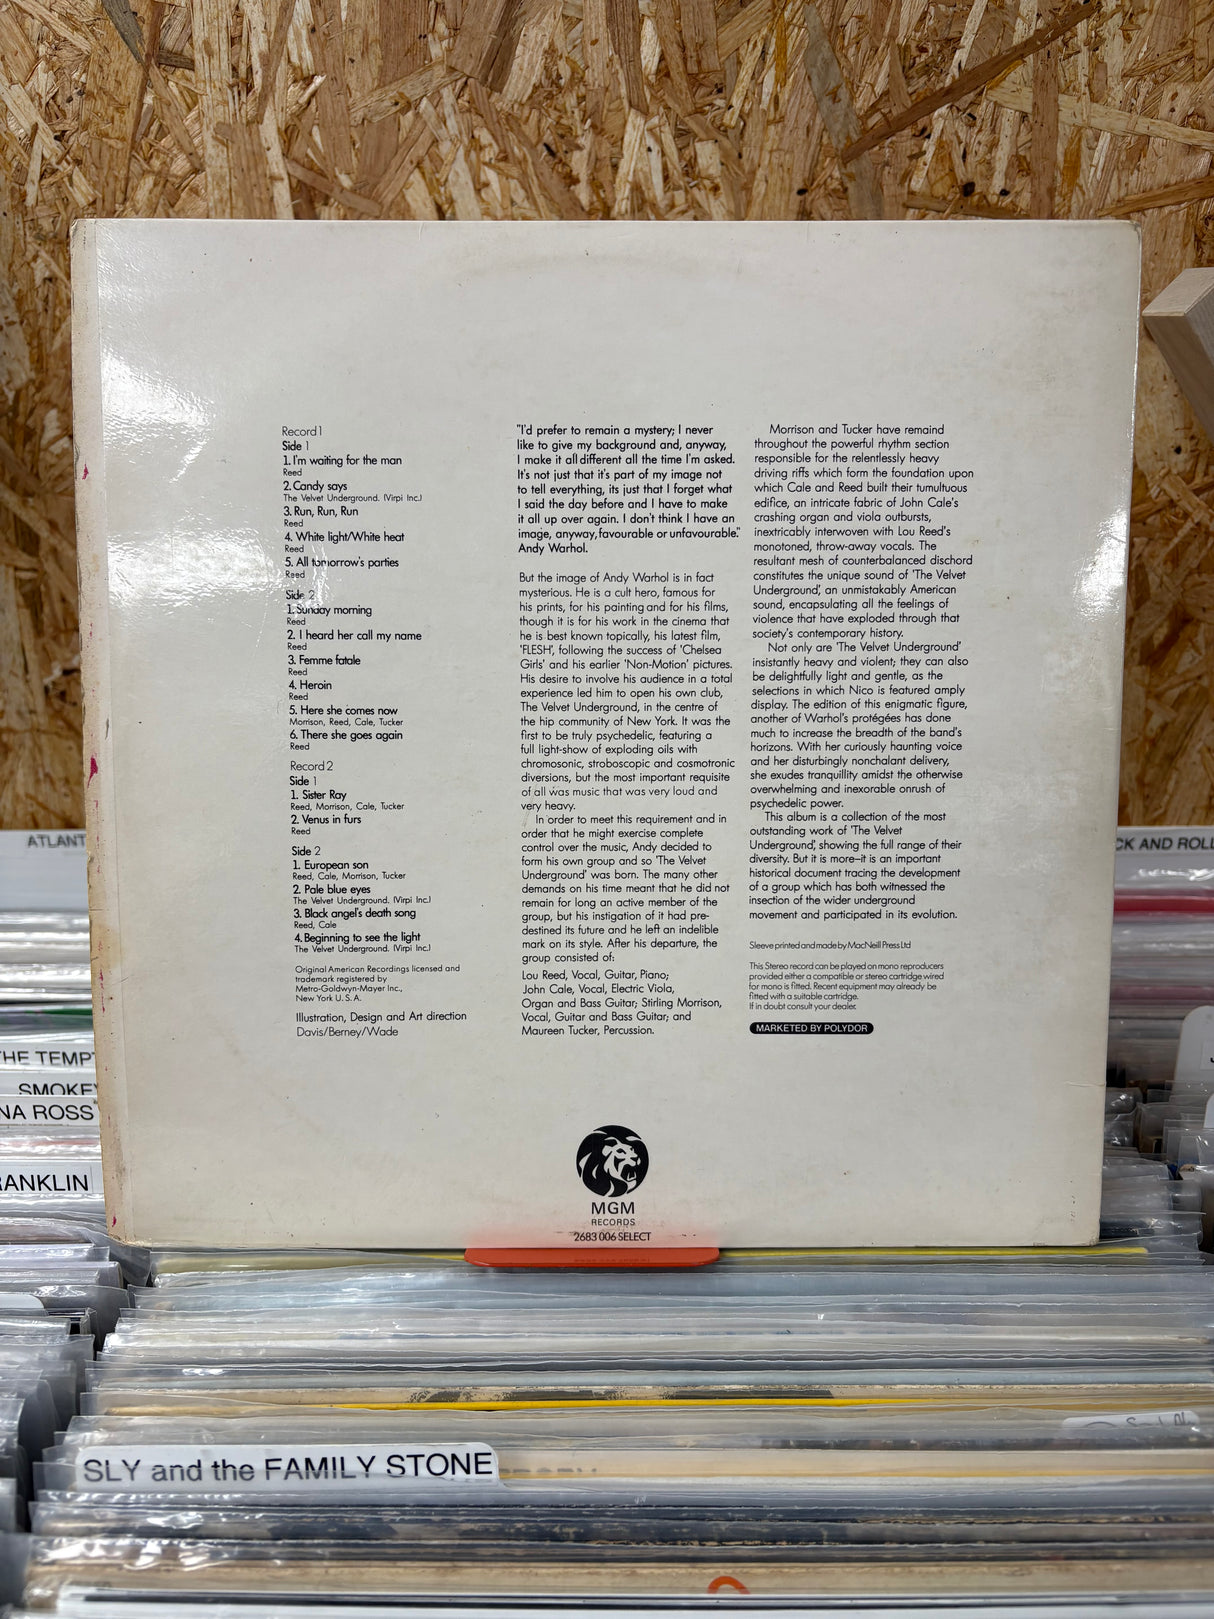 Record 1
Side 1
1. I'm waiting for the man
Reed
2. Candy says
The Velvet Underground. (Virpi Inc.)
3. Run, Run, Run
Reed
4. White light/White heat
Reed
5. All tomorrow's parties
Reed
Side 2
1. Sunday morning
Reed
2. I heard her call my name
Reed
3. Femme fatale
Reed
4. Heroin
Reed
5. Here she comes now
Morrison, Reed, Cale, Tucker
6. There she goes again
Reed
Record 2
Side 1
1. Sister Ray
Reed, Morrison, Cale, Tucker
2. Venus in furs
Reed
Side 2
1. European son
Reed, Cale, Morrison, Tucker
2. Pale blue eyes
The Velvet Underground. (Virpi Inc.)
3. Black angel's death song
Reed, Cale
4. Beginning to see the light
The Velvet Underground. (Virpi Inc.)
Original American Recordings licensed and
trademark registered by
Metro-Goldwyn-Mayer Inc.,
New York U.S.A.
Illustration, Design and Art direction
Davis/Berney/Wade
"I'd prefer to remain a mystery; I never
like to give my background and, anyway,
I make it all different all the time I'm asked.
It's not just that it's part of my image not
to tell everything, its just that I forget what
I said the day before and I have to make
it all up over again. I don't think I have an
image, anyway, favourable or unfavourable."
Andy Warhol.
But the image of Andy Warhol is in fact
mysterious. He is a cult hero, famous for
his prints, for his painting and for his films,
though it is for his work in the cinema that
he is best known topically, his latest film,
'FLESH', following the success of 'Chelsea
Girls' and his earlier 'Non-Motion' pictures.
His desire to involve his audience in a total
experience led him to open his own club,
The Velvet Underground, in the centre of
the hip community of New York. It was the
first to be truly psychedelic, featuring a
full light-show of exploding oils with
chromosonic, stroboscopic and cosmotronic
diversions, but the most important requisite
of all was music that was very loud and
very heavy.
In order to meet this requirement and in
order that he might exercise complete
control over the music, Andy decided to
form his own group and so 'The Velvet
Underground' was born. The many other
demands on his time meant that he did not
remain for long an active member of the
group, but his instigation of it had pre-
destined its future and he left an indelible
mark on its style. After his departure, the
group consisted of:
Lou Reed, Vocal, Guitar, Piano;
John Cale, Vocal, Electric Viola,
Organ and Bass Guitar; Stirling Morrison,
Vocal, Guitar and Bass Guitar; and
Maureen Tucker, Percussion.
Morrison and Tucker have remaind
throughout the powerful rhythm section
responsible for the relentlessly heavy
driving riffs which form the foundation upon
which Cale and Reed built their tumultuous
edifice, an intricate fabric of John Cale's
crashing organ and viola outbursts,
inextricably interwoven with Lou Reed's
monotoned, throw-away vocals. The
resultant mesh of counterbalanced dischord
constitutes the unique sound of 'The Velvet
Underground', an unmistakably American
sound, encapsulating all the feelings of
violence that have exploded through that
society's contemporary history.
Not only are 'The Velvet Underground'
insistantly heavy and violent; they can also
be delightfully light and gentle, as the
selections in which Nico is featured amply
display. The edition of this enigmatic figure,
another of Warhol's protégées has done
much to increase the breadth of the band's
horizons. With her curiously haunting voice
and her disturbingly nonchalant delivery,
she exudes tranquillity amidst the otherwise
overwhelming and inexorable onrush of
psychedelic power.
This album is a collection of the most
outstanding work of 'The Velvet
Underground', showing the full range of their
diversity. But it is more—it is an important
historical document tracing the development
of a group which has both witnessed the
insection of the wider underground
movement and participated in its evolution.
Sleeve printed and made by MacNeill Press Ltd
This Stereo record can be played on mono reproducers
provided either a compatible or stereo cartridge wired
for mono is fitted. Recent equipment may already be
fitted with a suitable cartridge.
If in doubt consult your dealer.
MARKETED BY POLYDOR
MGM
RECORDS
2683 006 SELECT
ATLANT
CK AND ROLL
THE TEMPT
SMOKEY
NA ROSS
RANKLIN
SLY and the FAMILY STONE